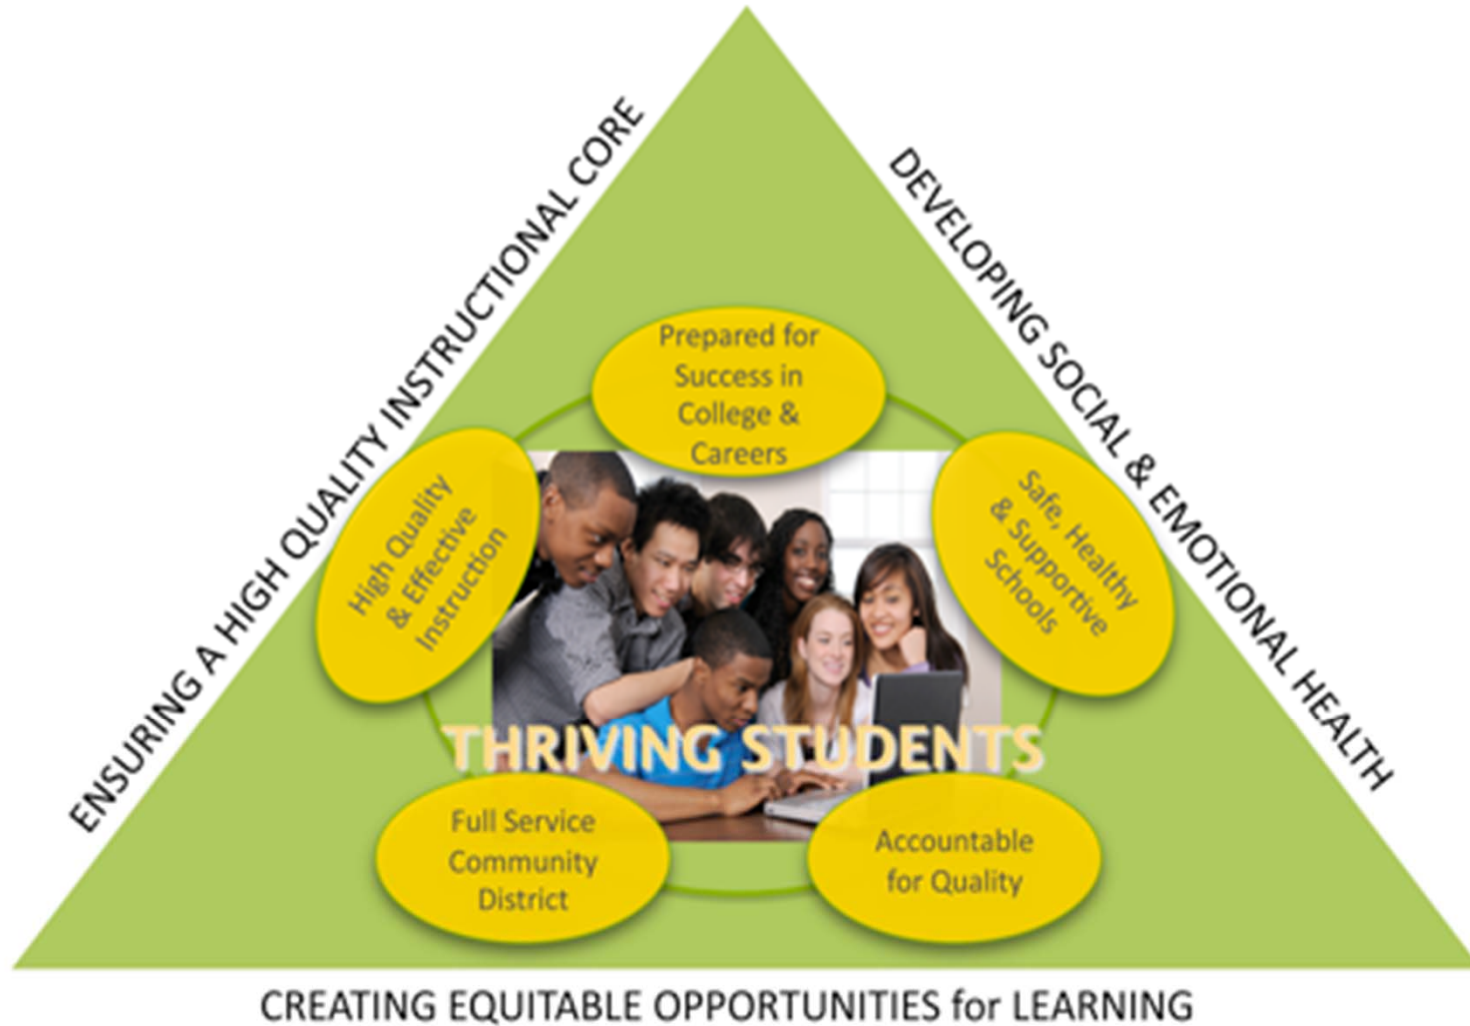 ENSURING A HIGH QUALITY INSTRUCTIONAL CORE
DEVELOPING SOCIAL & EMOTIONAL HEALTH
Prepared for
Success in
College &
Careers
High Quality
& Effective
Instruction
Safe, Healthy
& Supportive
Schools
THRIVING STUDENTS
Full Service
Community
District
Accountable
for Quality
CREATING EQUITABLE OPPORTUNITIES for LEARNING